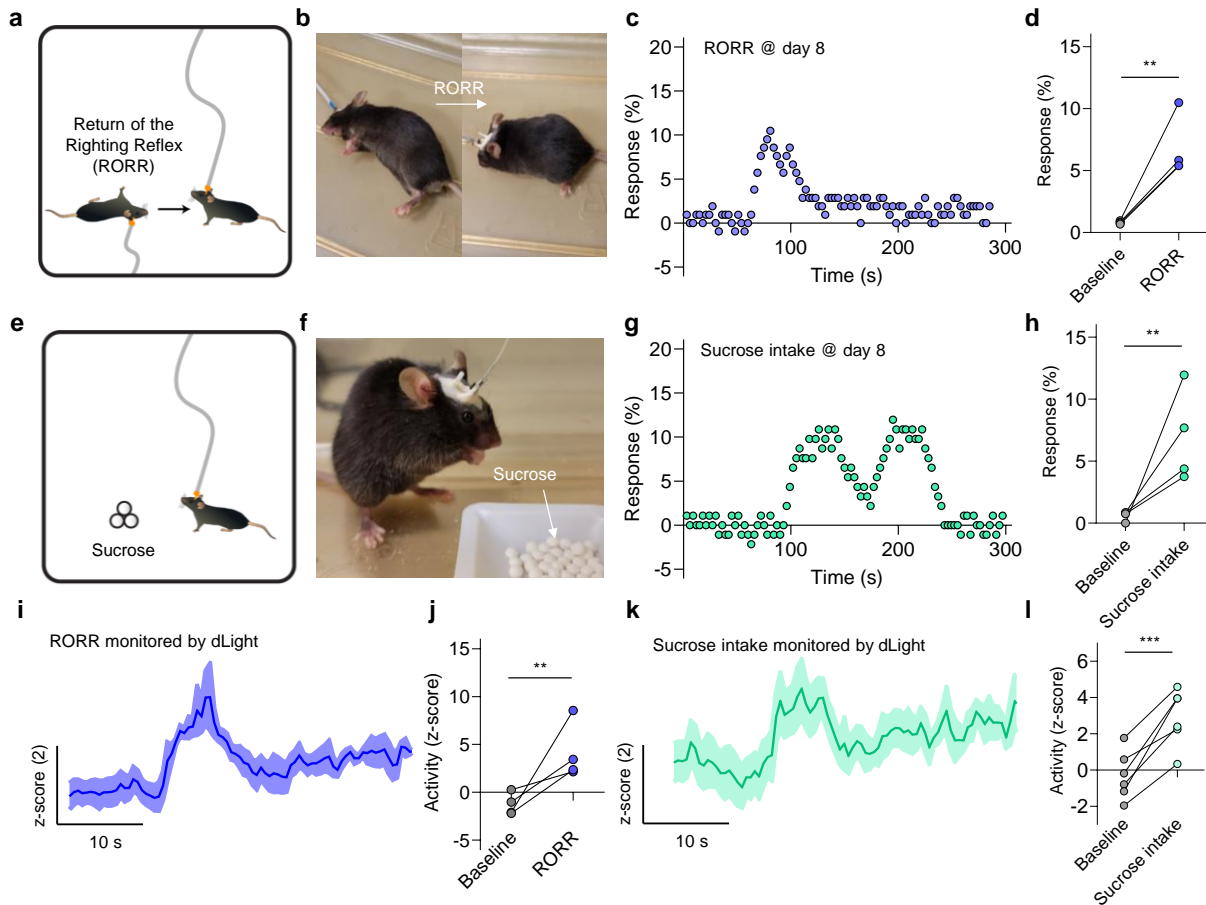 a
Return of the
Righting Reflex
(RORR)
b
RORR
c
RORR @ day 8
Response (%)
20
15
10
5
0
-5
100
200
300
Time (s)
d
Response (%)
15
10
5
0
**
Baseline
RORR
e
Sucrose
f
Sucrose
g
Sucrose intake @ day 8
Response (%)
20
15
10
5
0
-5
100
200
300
Time (s)
h
Response (%)
15
10
5
0
**
Baseline
Sucrose intake
i
RORR monitored by dLight
z-score (2)
10 s
j
Activity (z-score)
15
10
5
0
-5
**
Baseline
RORR
k
Sucrose intake monitored by dLight
z-score (2)
10 s
l
Activity (z-score)
6
4
2
0
-2
***
Baseline
Sucrose intake